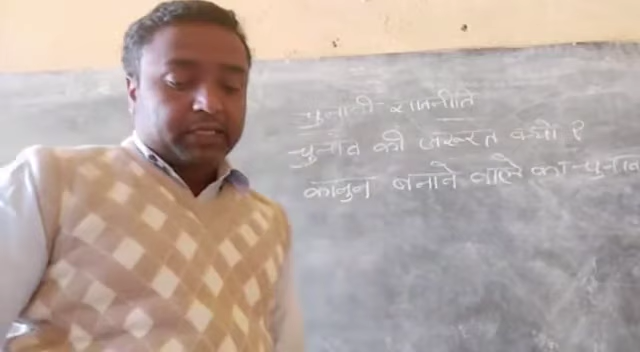 चुनावी-राजनीति
चुनाव की जरूरत क्यों ?
कानुन बनाने वाले का चुनाव